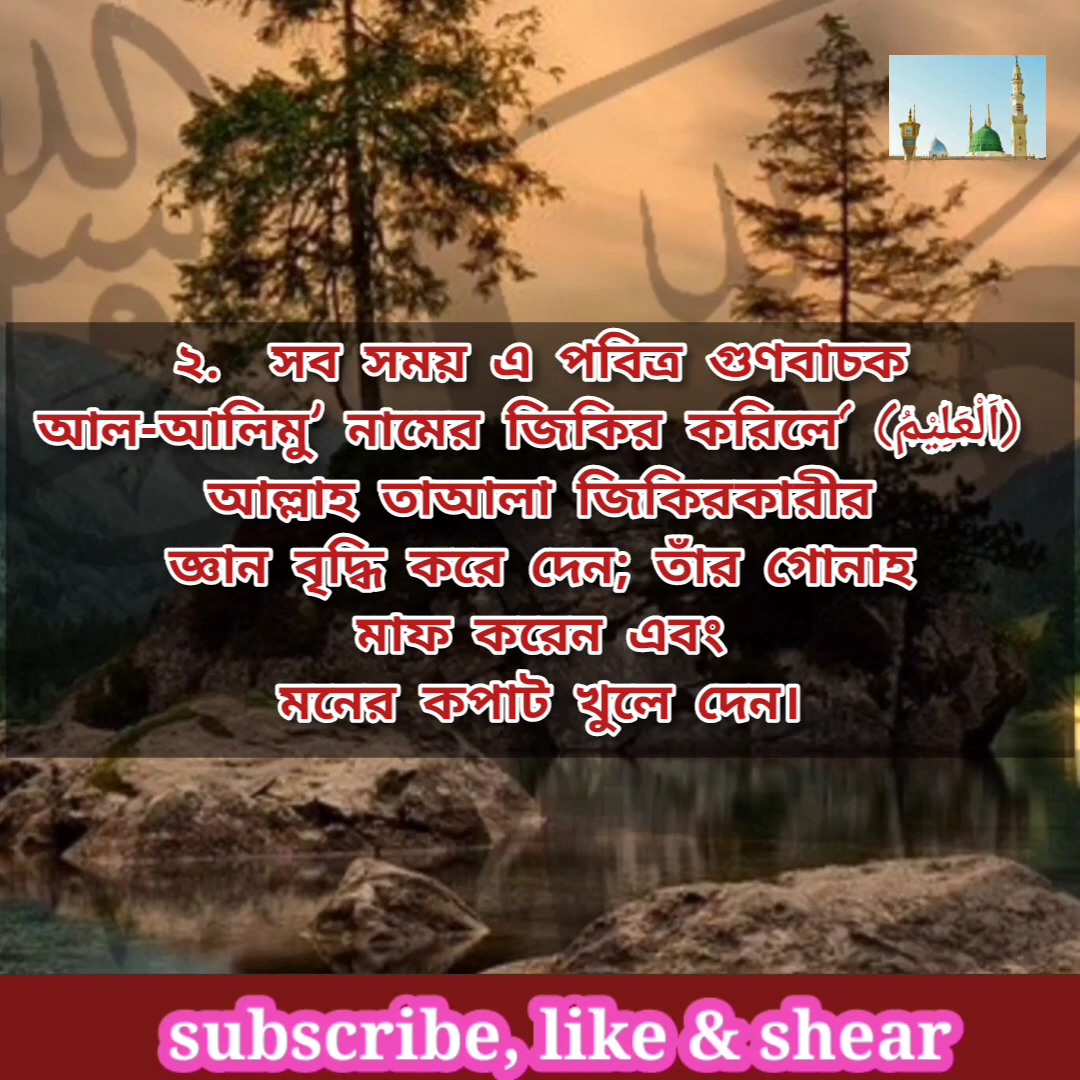 ২. সব সময় এ পবিত্র গুণবাচক
আল-আলিমু’ নামের জিকির করিলে‘ (اَلْعَلِيْمُ)
আল্লাহ তাআলা জিকিরকারীর
জ্ঞান বৃদ্ধি করে দেন; তাঁর গোনাহ
মাফ করেন এবং
মনের কপাট খুলে দেন।
subscribe, like & shear